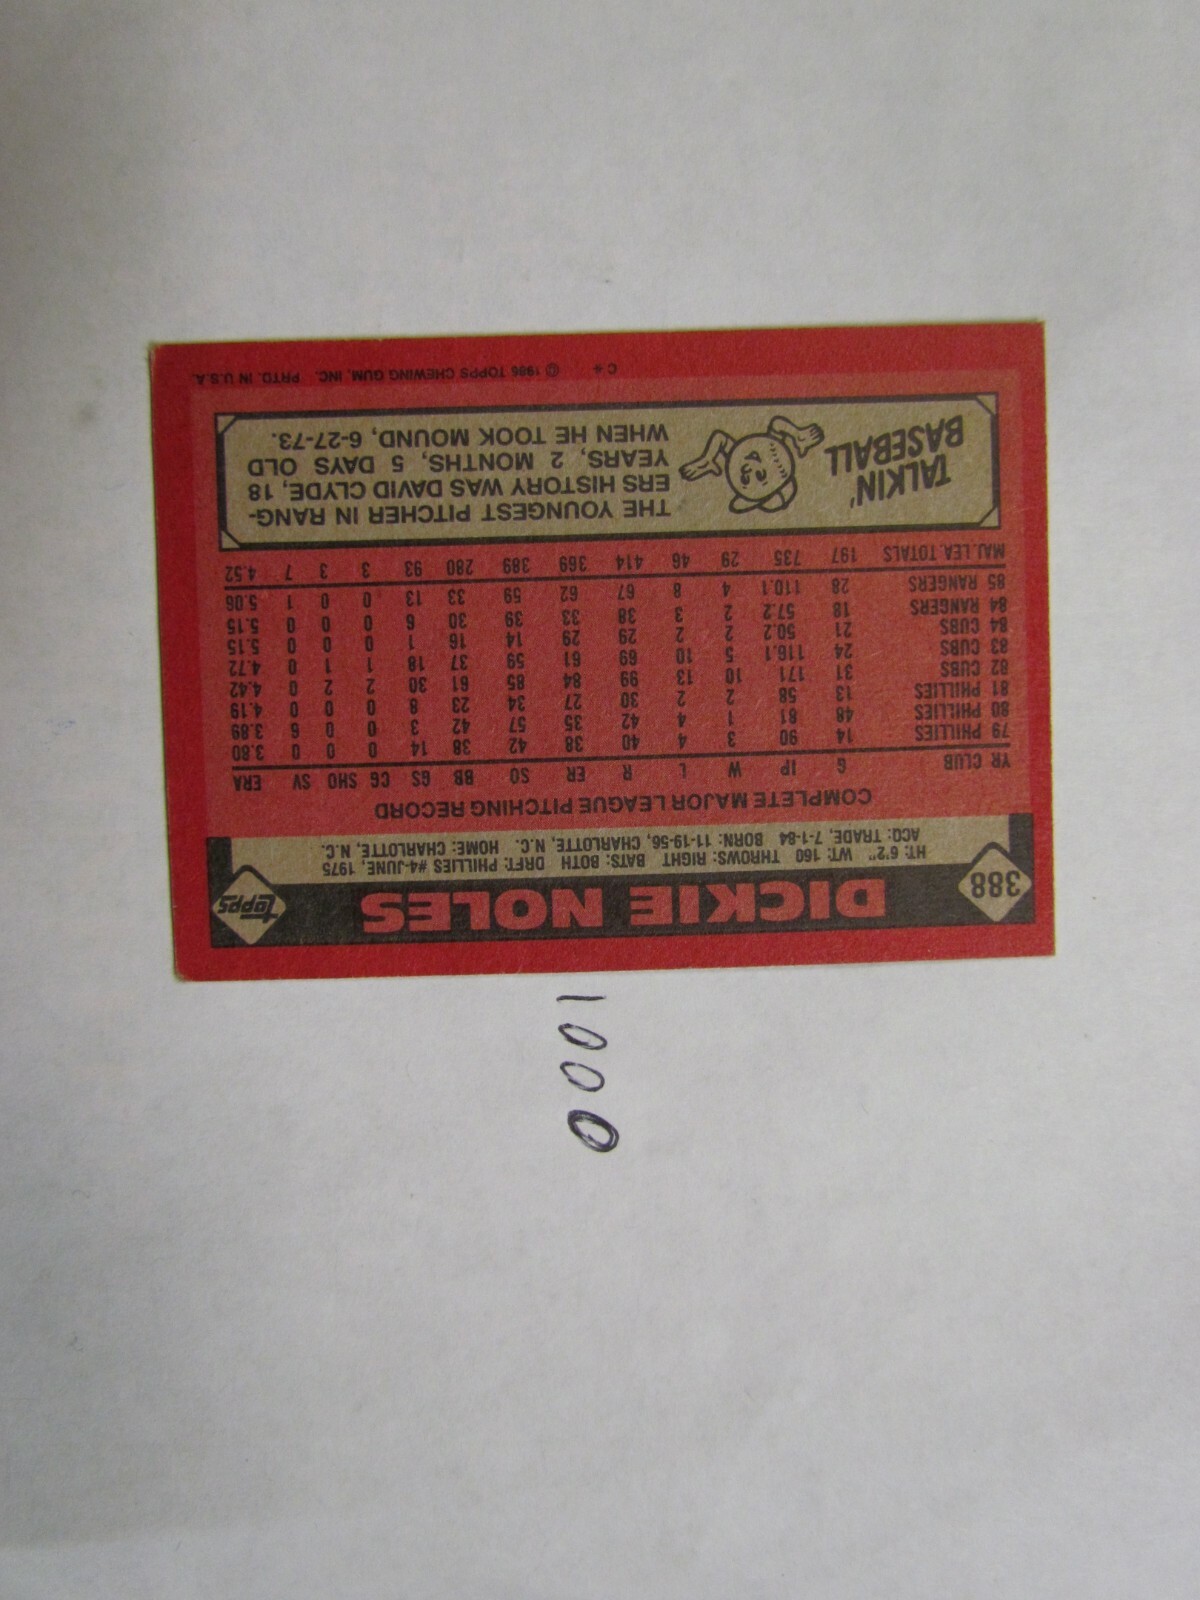 388
DICKIE NOLES
topps
HT: 6'2" WT: 160 THROWS: RIGHT BATS: BOTH DRFT: PHILLIES #4-JUNE, 1975
ACQ: TRADE, 7-1-84 BORN: 11-19-56, CHARLOTTE, N.C. HOME: CHARLOTTE, N.C.
COMPLETE MAJOR LEAGUE PITCHING RECORD
YR CLUB G IP W L R ER SO BB GS CG SHO SV ERA
79 PHILLIES 14 90 3 4 40 38 42 38 14 0 0 0 3.80
80 PHILLIES 48 81 1 4 42 35 57 42 3 0 0 6 3.89
81 PHILLIES 13 58 2 2 30 27 34 23 8 0 0 0 4.19
82 CUBS 31 171 10 13 99 84 85 61 30 2 2 0 4.42
83 CUBS 24 116.1 5 10 69 61 59 37 18 1 1 0 4.72
84 CUBS 21 50.2 2 2 29 29 14 16 1 0 0 0 5.15
84 RANGERS 18 57.2 2 3 38 33 39 30 6 0 0 0 5.15
85 RANGERS 28 110.1 4 8 67 62 59 33 13 0 0 1 5.06
MAJ. LEA. TOTALS 197 735 29 46 414 369 389 280 93 3 3 7 4.52
TALKIN'
BASEBALL
THE YOUNGEST PITCHER IN RANG-
ERS HISTORY WAS DAVID CLYDE, 18
YEARS, 2 MONTHS, 5 DAYS OLD
WHEN HE TOOK MOUND, 6-27-73.
C* © 1986 TOPPS CHEWING GUM, INC. PRTD. IN U.S.A.
1000